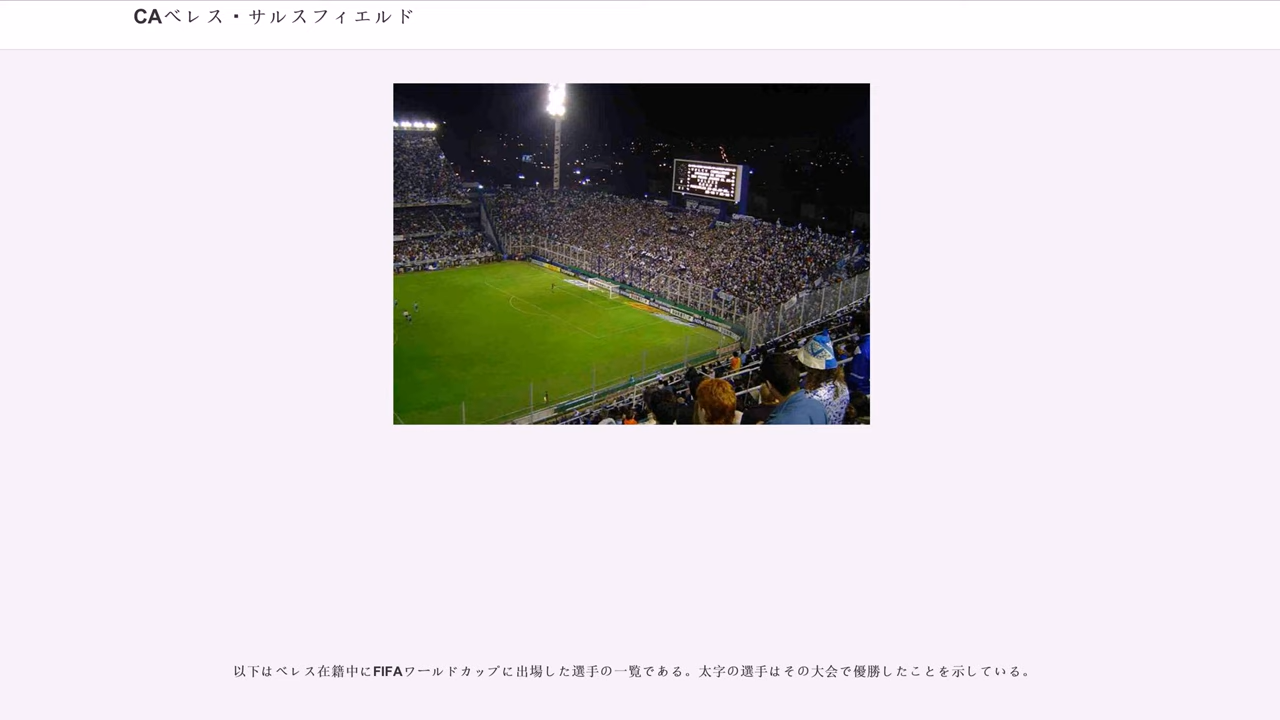 CAベレス・サルスフィエルド
以下はベレス在籍中にFIFAワールドカップに出場した選手の一覧である。太字の選手はその大会で優勝したことを示している。